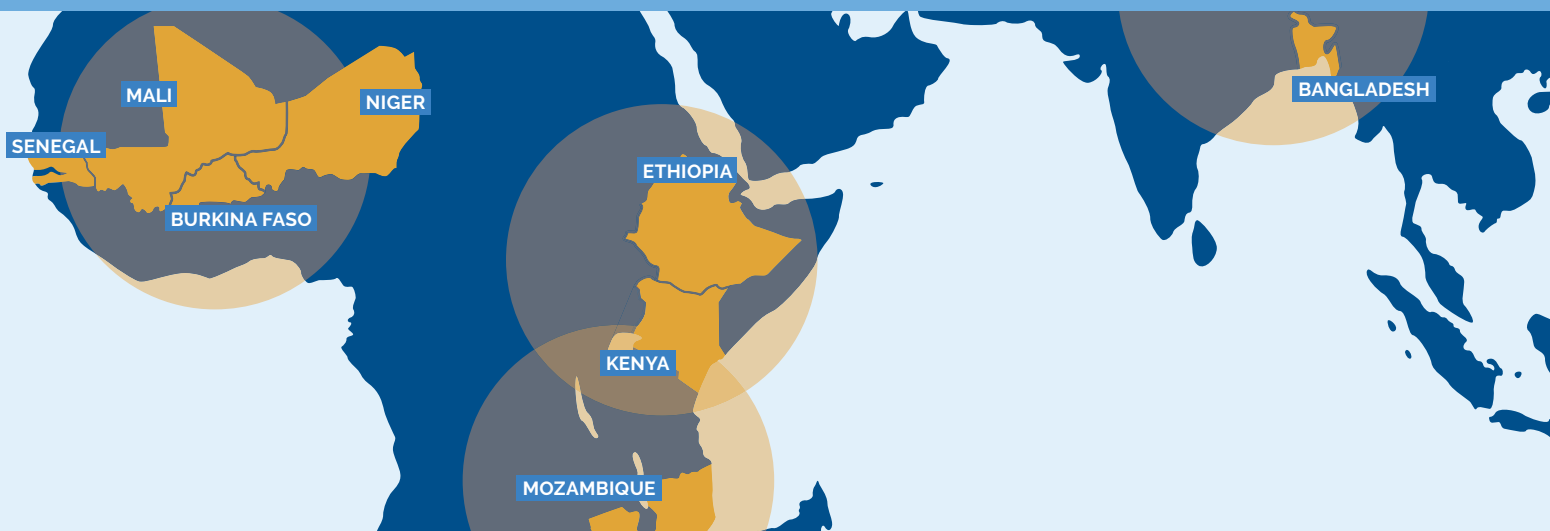 MALI
NIGER
SENEGAL
BURKINA FASO
ETHIOPIA
KENYA
MOZAMBIQUE
BANGLADESH